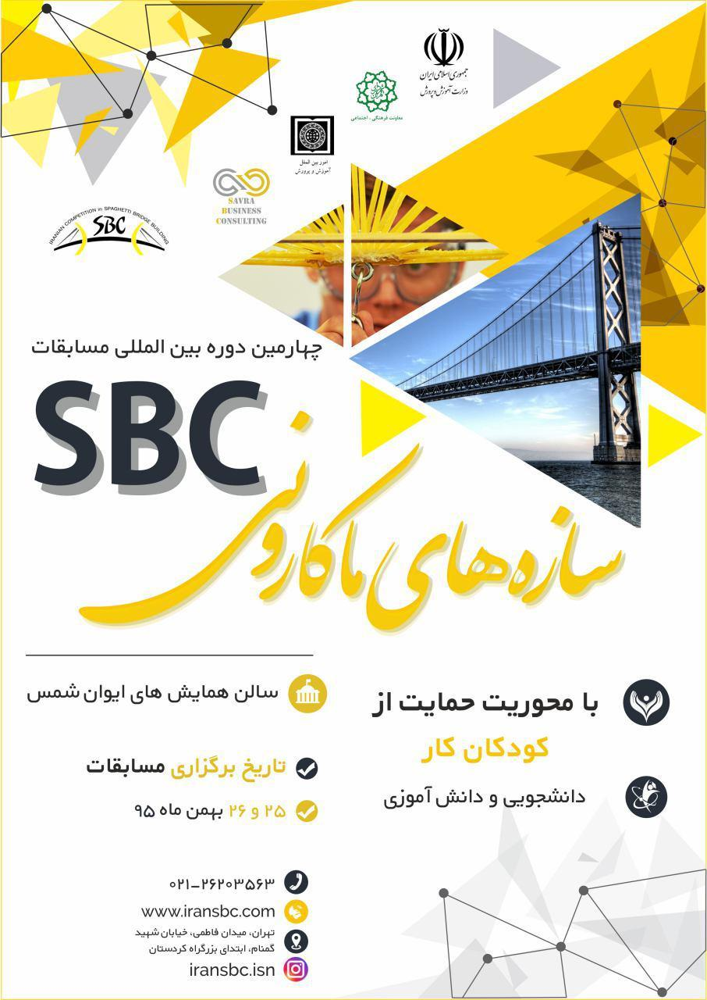 جمهوری اسلامی ایران
وزارت آموزش و پرورش
معاونت فرهنگی ، اجتماعی
امور بین الملل
آموزش و پرورش
SAVRA
BUSINESS
CONSULTING
IRANIAN COMPETITION in SPAGHETTI BRIDGE BUILDING
SBC
چهارمین دوره بین المللی مسابقات
SBC
سازه‌های ماکارونی
با محوریت حمایت از
کودکان کار
دانشجویی و دانش آموزی
سالن همایش های ایوان شمس
تاریخ برگزاری مسابقات
۲۵ و ۲۶ بهمن ماه ۹۵
۰۲۱-۲۶۲۰۳۵۶۳
www.iransbc.com
تهران، میدان فاطمی، خیابان شهید
گمنام، ابتدای بزرگراه کردستان
iransbc.isn